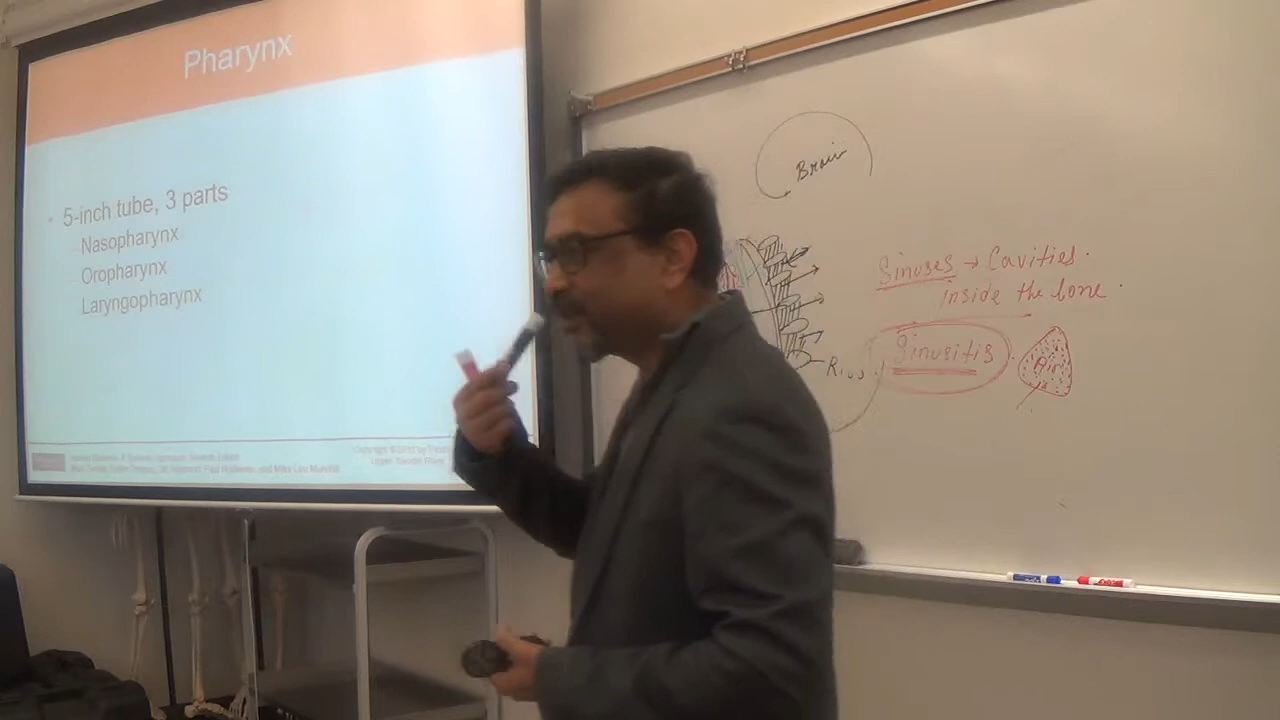 Pharynx
• 5-inch tube, 3 parts
–Nasopharynx
–Oropharynx
–Laryngopharynx
Brain
Sinuses → Cavities.
inside the bone.
Sinusitis
Air